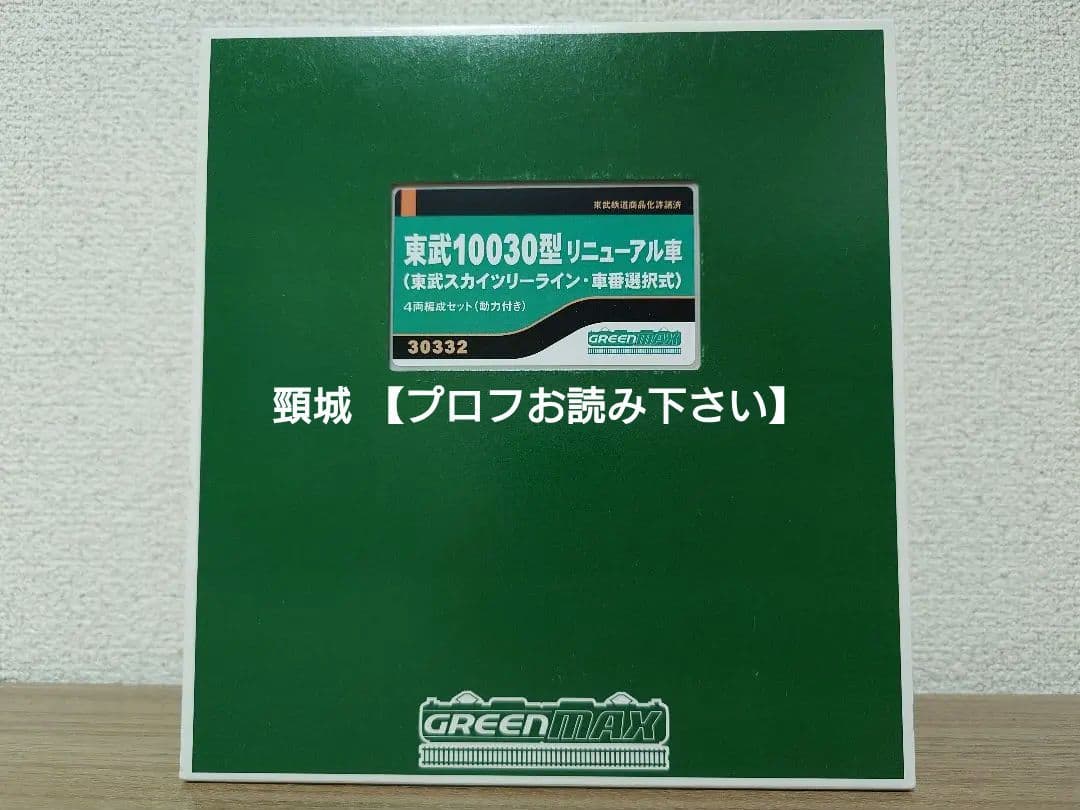 東武鉄道商品化許諾済
東武10030型リニューアル車
(東武スカイツリーライン・車番選択式)
4両編成セット(動力付き)
30332
GREENMAX
頸城 【プロフお読み下さい】
GREENMAX